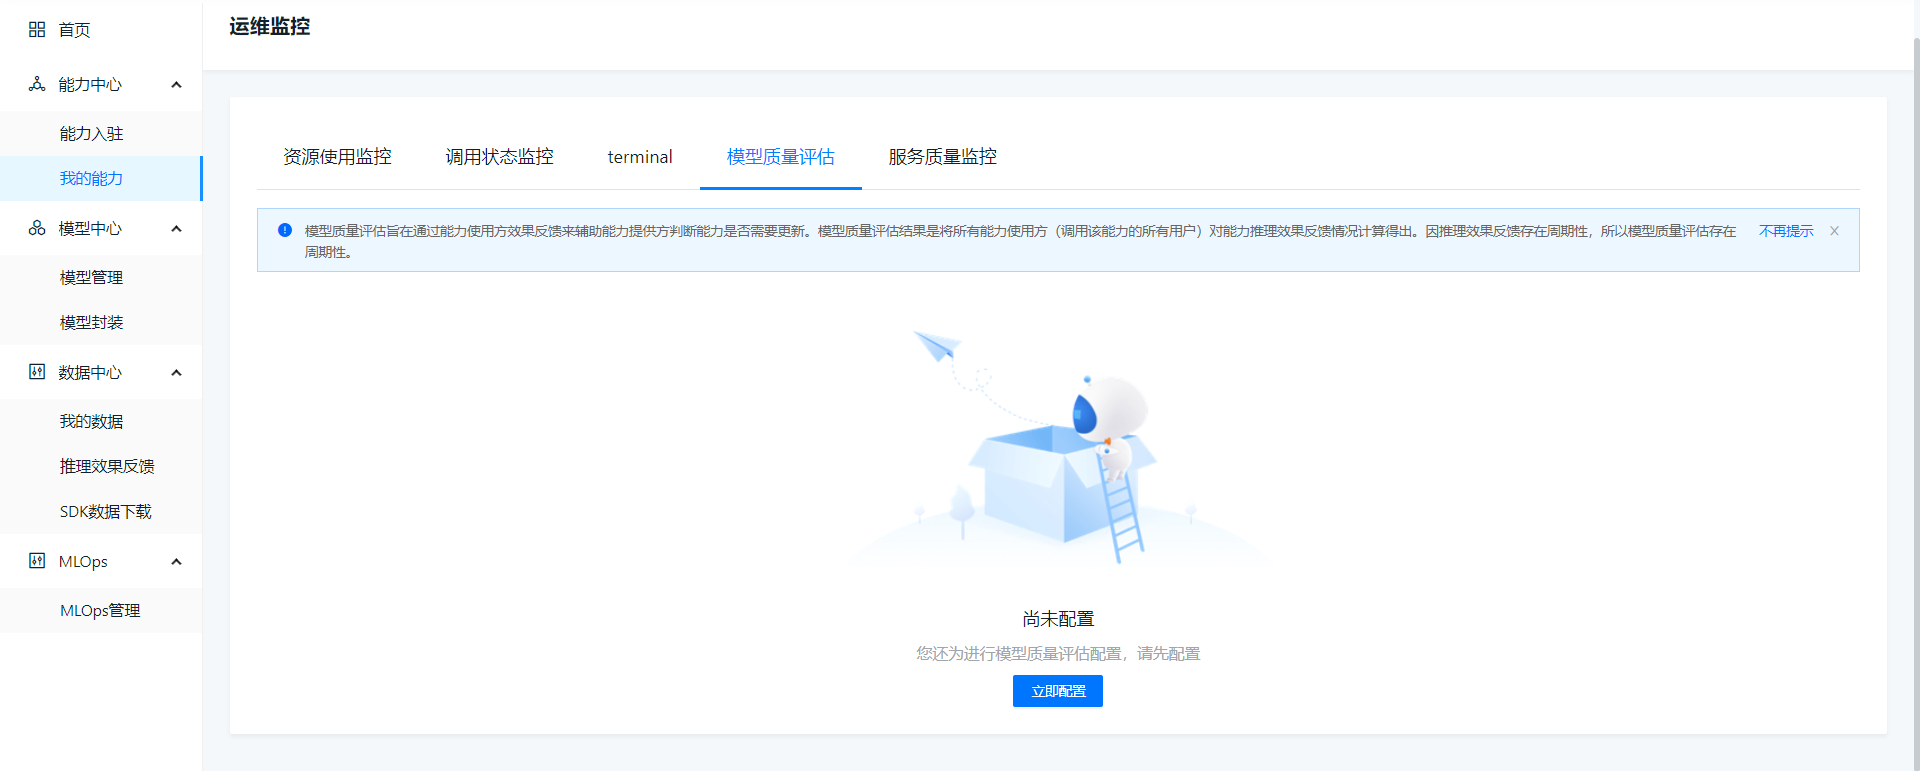 首页
能力中心
能力入驻
我的能力
模型中心
模型管理
模型封装
数据中心
我的数据
推理效果反馈
SDK数据下载
MLOps
MLOps管理
运维监控
资源使用监控
调用状态监控
terminal
模型质量评估
服务质量监控
模型质量评估旨在通过能力使用方效果反馈来辅助能力提供方判断能力是否需要更新。模型质量评估结果是将所有能力使用方（调用该能力的所有用户）对能力推理效果反馈情况计算得出。因推理效果反馈存在周期性，所以模型质量评估存在
周期性。
不再提示
尚未配置
您还为进行模型质量评估配置，请先配置
立即配置